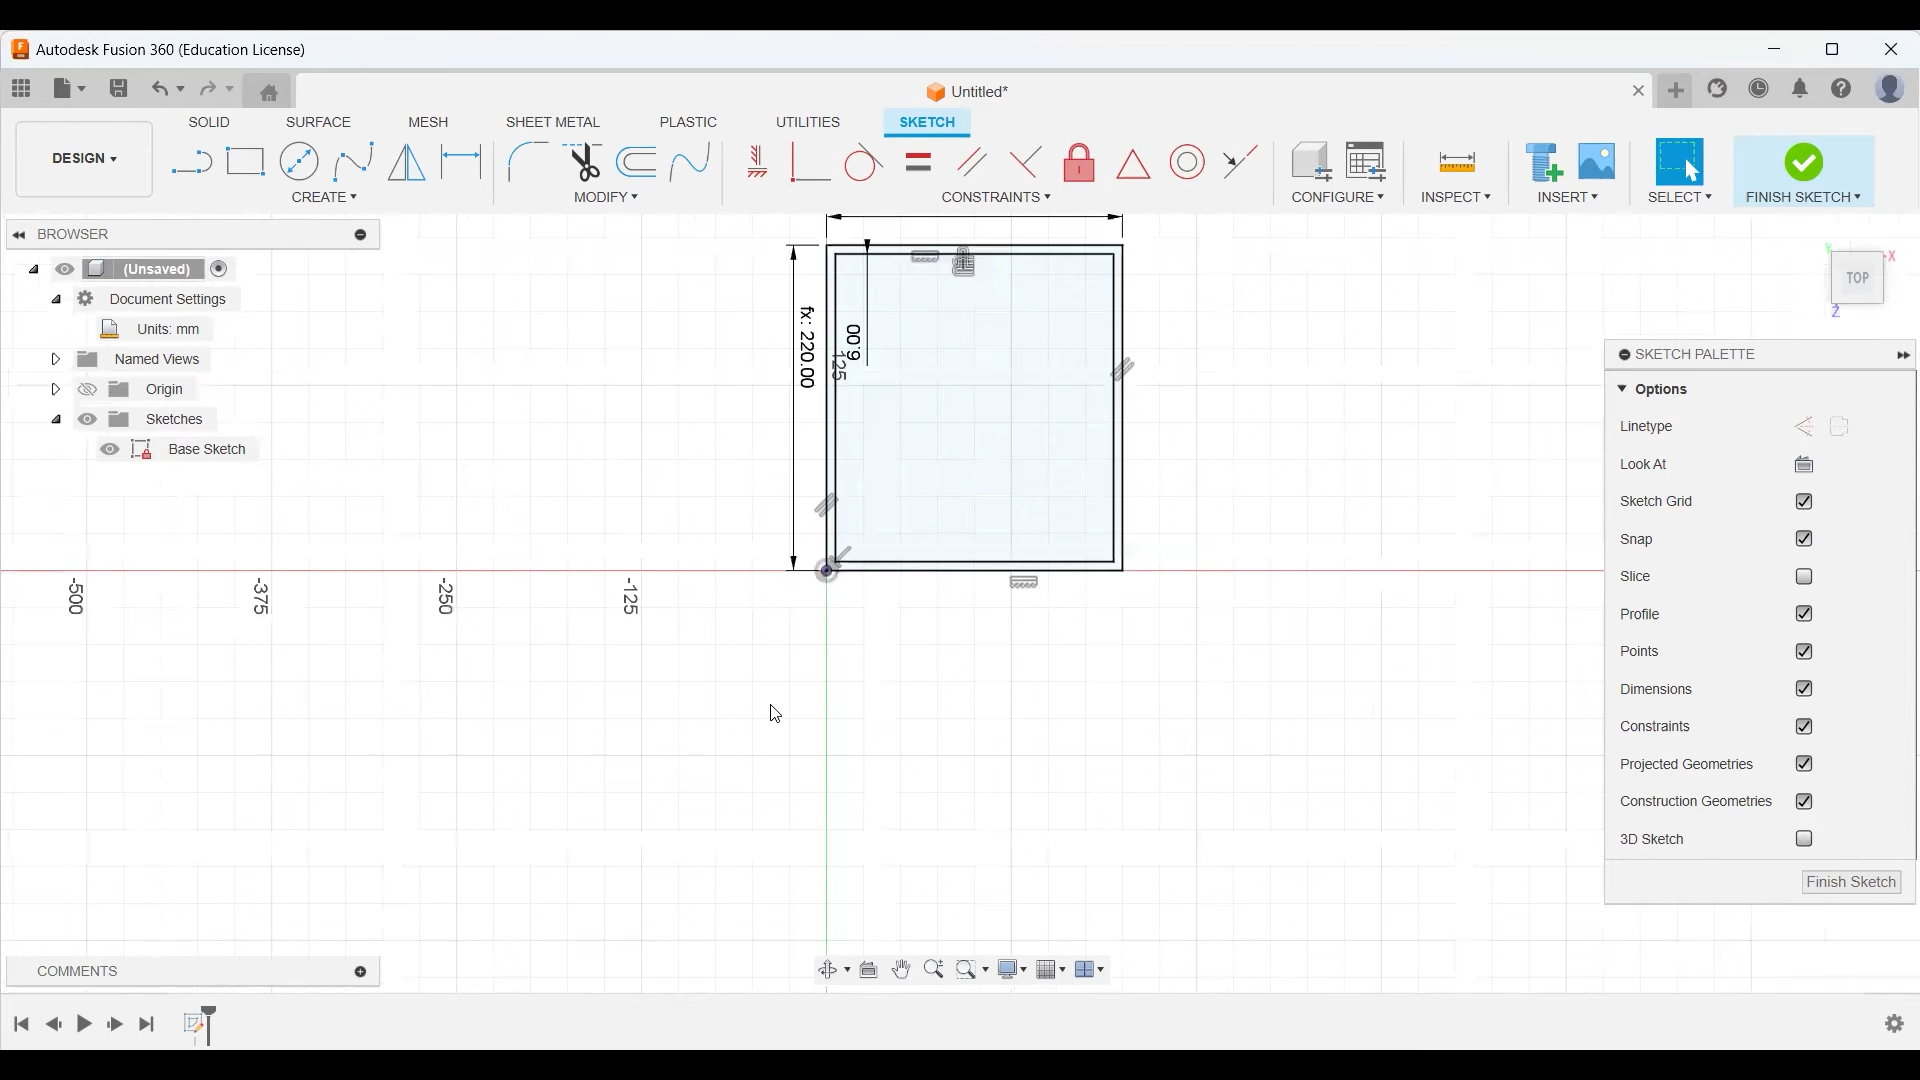 Autodesk Fusion 360 (Education License)
Untitled*
SOLID SURFACE MESH SHEET METAL PLASTIC UTILITIES SKETCH
DESIGN
CREATE MODIFY CONSTRAINTS CONFIGURE INSPECT INSERT SELECT FINISH SKETCH
BROWSER
(Unsaved)
Document Settings
Units: mm
Named Views
Origin
Sketches
Base Sketch
fx: 220.00
6.00
125
-500
-375
-250
-125
TOP
X
Y
Z
SKETCH PALETTE
Options
Linetype
Look At
Sketch Grid
Snap
Slice
Profile
Points
Dimensions
Constraints
Projected Geometries
Construction Geometries
3D Sketch
Finish Sketch
COMMENTS